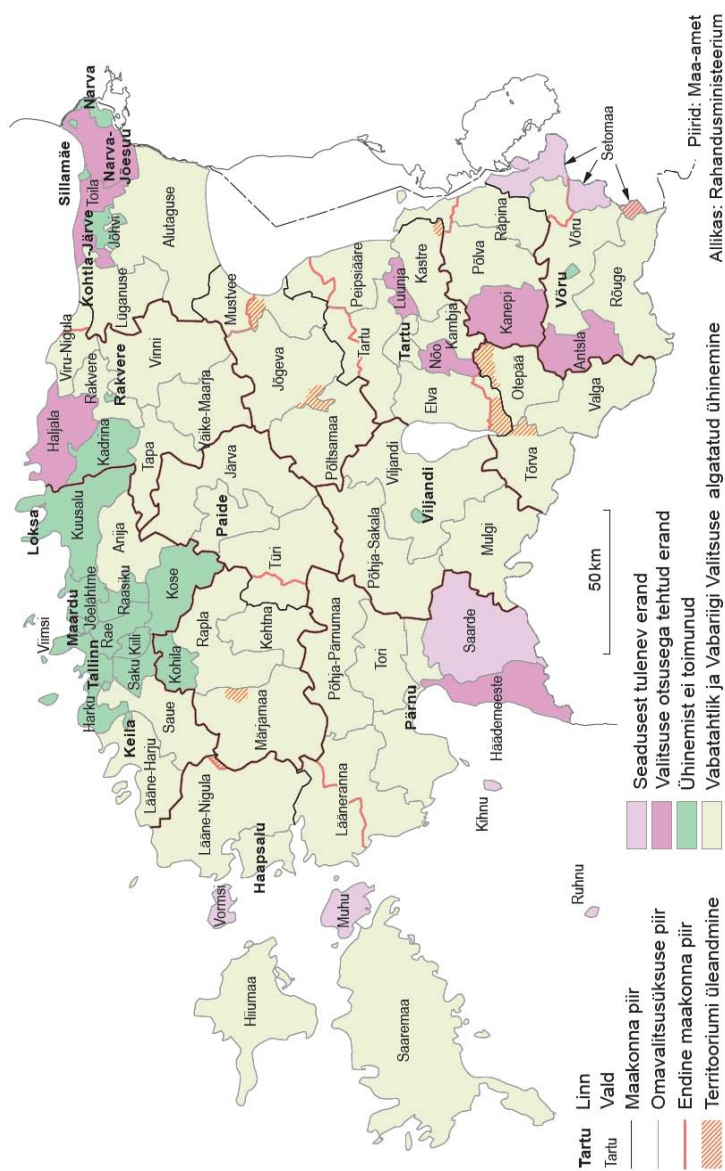 Loksa
Viimsi
Maardu
Tallinn
Harku
Keila
Jõelähtme
Rae
Saku
Kiili
Raasiku
Kuusalu
Anija
Kose
Kohila
Saue
Lääne-Harju
Haljala
Kadrina
Rakvere
Rakvere
Viru-Nigula
Vinni
Tapa
Väike-Maarja
Sillamäe
Narva
Narva-
Jõesuu
Kohtla-Järve
Toila
Jõhvi
Lüganuse
Alutaguse
Mustvee
Jõgeva
Põltsamaa
Järva
Paide
Türi
Rapla
Kehtna
Märjamaa
Lääne-Nigula
Haapsalu
Vormsi
Hiiumaa
Muhu
Saaremaa
Ruhnu
Kihnu
Lääneranna
Põhja-Pärnumaa
Tori
Pärnu
Häädemeeste
Saarde
Põhja-Sakala
Viljandi
Viljandi
Mulgi
Tõrva
Valga
Otepää
Elva
Nõo
Kambja
Tartu
Tartu
Luunja
Peipsiääre
Kastre
Kanepi
Põlva
Räpina
Antsla
Võru
Võru
Rõuge
Setomaa
Tartu Linn
Tartu Vald
Maakonna piir
Omavalitsusüksuse piir
Endine maakonna piir
Territooriumi üleandmine
50 km
Seadusest tulenev erand
Valitsuse otsusega tehtud erand
Ühinemist ei toimunud
Vabatahtlik ja Vabariigi Valitsuse algatatud ühinemine
Piirid: Maa-amet
Allikas: Rahandusministeerium